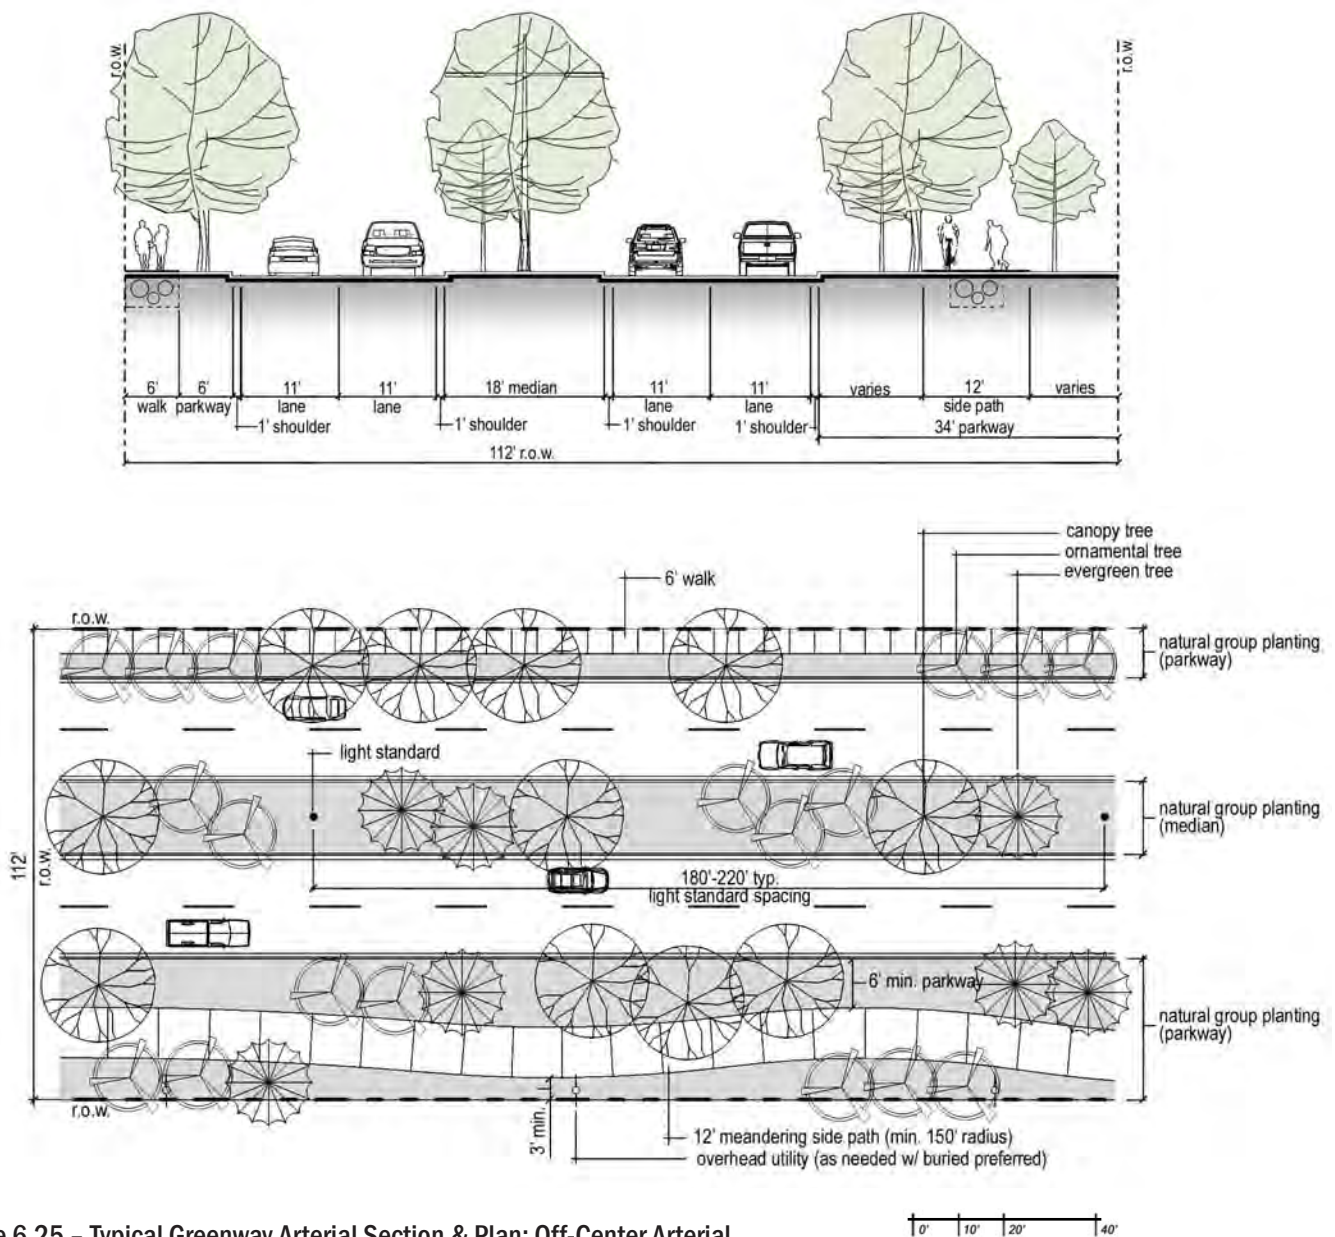 r.o.w.
r.o.w.
6' 6' 11' 11' 18' median 11' 11' varies 12' varies
walk parkway lane lane lane lane side path
1' shoulder 1' shoulder 1' shoulder 1' shoulder 34' parkway
112' r.o.w.
canopy tree
ornamental tree
evergreen tree
6' walk
r.o.w.
natural group planting
(parkway)
light standard
natural group planting
(median)
112'
r.o.w.
180'-220' typ.
light standard spacing
6' min. parkway
natural group planting
(parkway)
r.o.w.
3' min.
12' meandering side path (min. 150' radius)
overhead utility (as needed w/ buried preferred)
e 6.25 – Typical Greenway Arterial Section & Plan: Off-Center Arterial
0' 10' 20' 40'